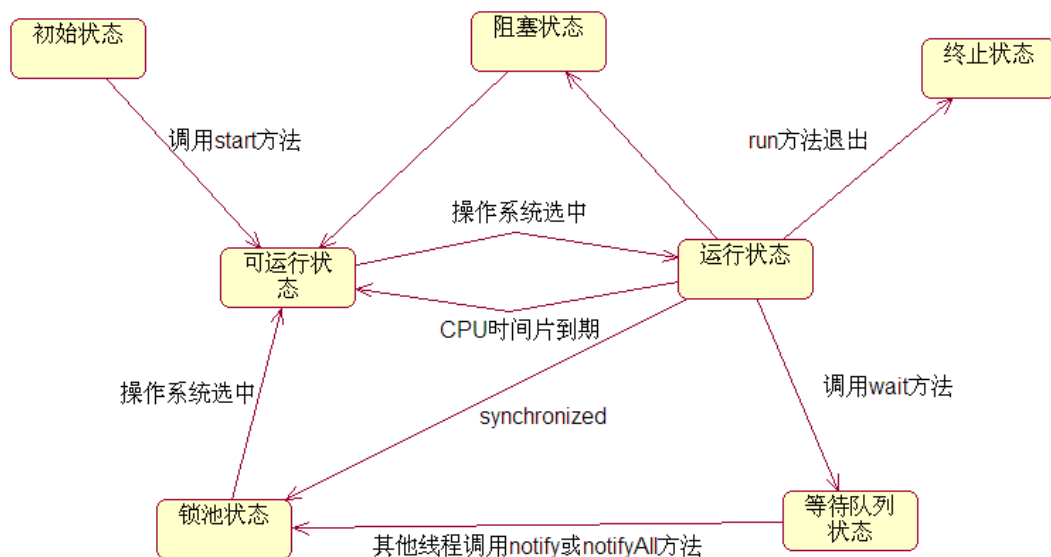 初始状态
阻塞状态
终止状态
调用start方法
run方法退出
操作系统选中
可运行状
态
运行状态
CPU时间片到期
操作系统选中
调用wait方法
synchronized
锁池状态
等待队列
状态
其他线程调用notify或notifyAll方法